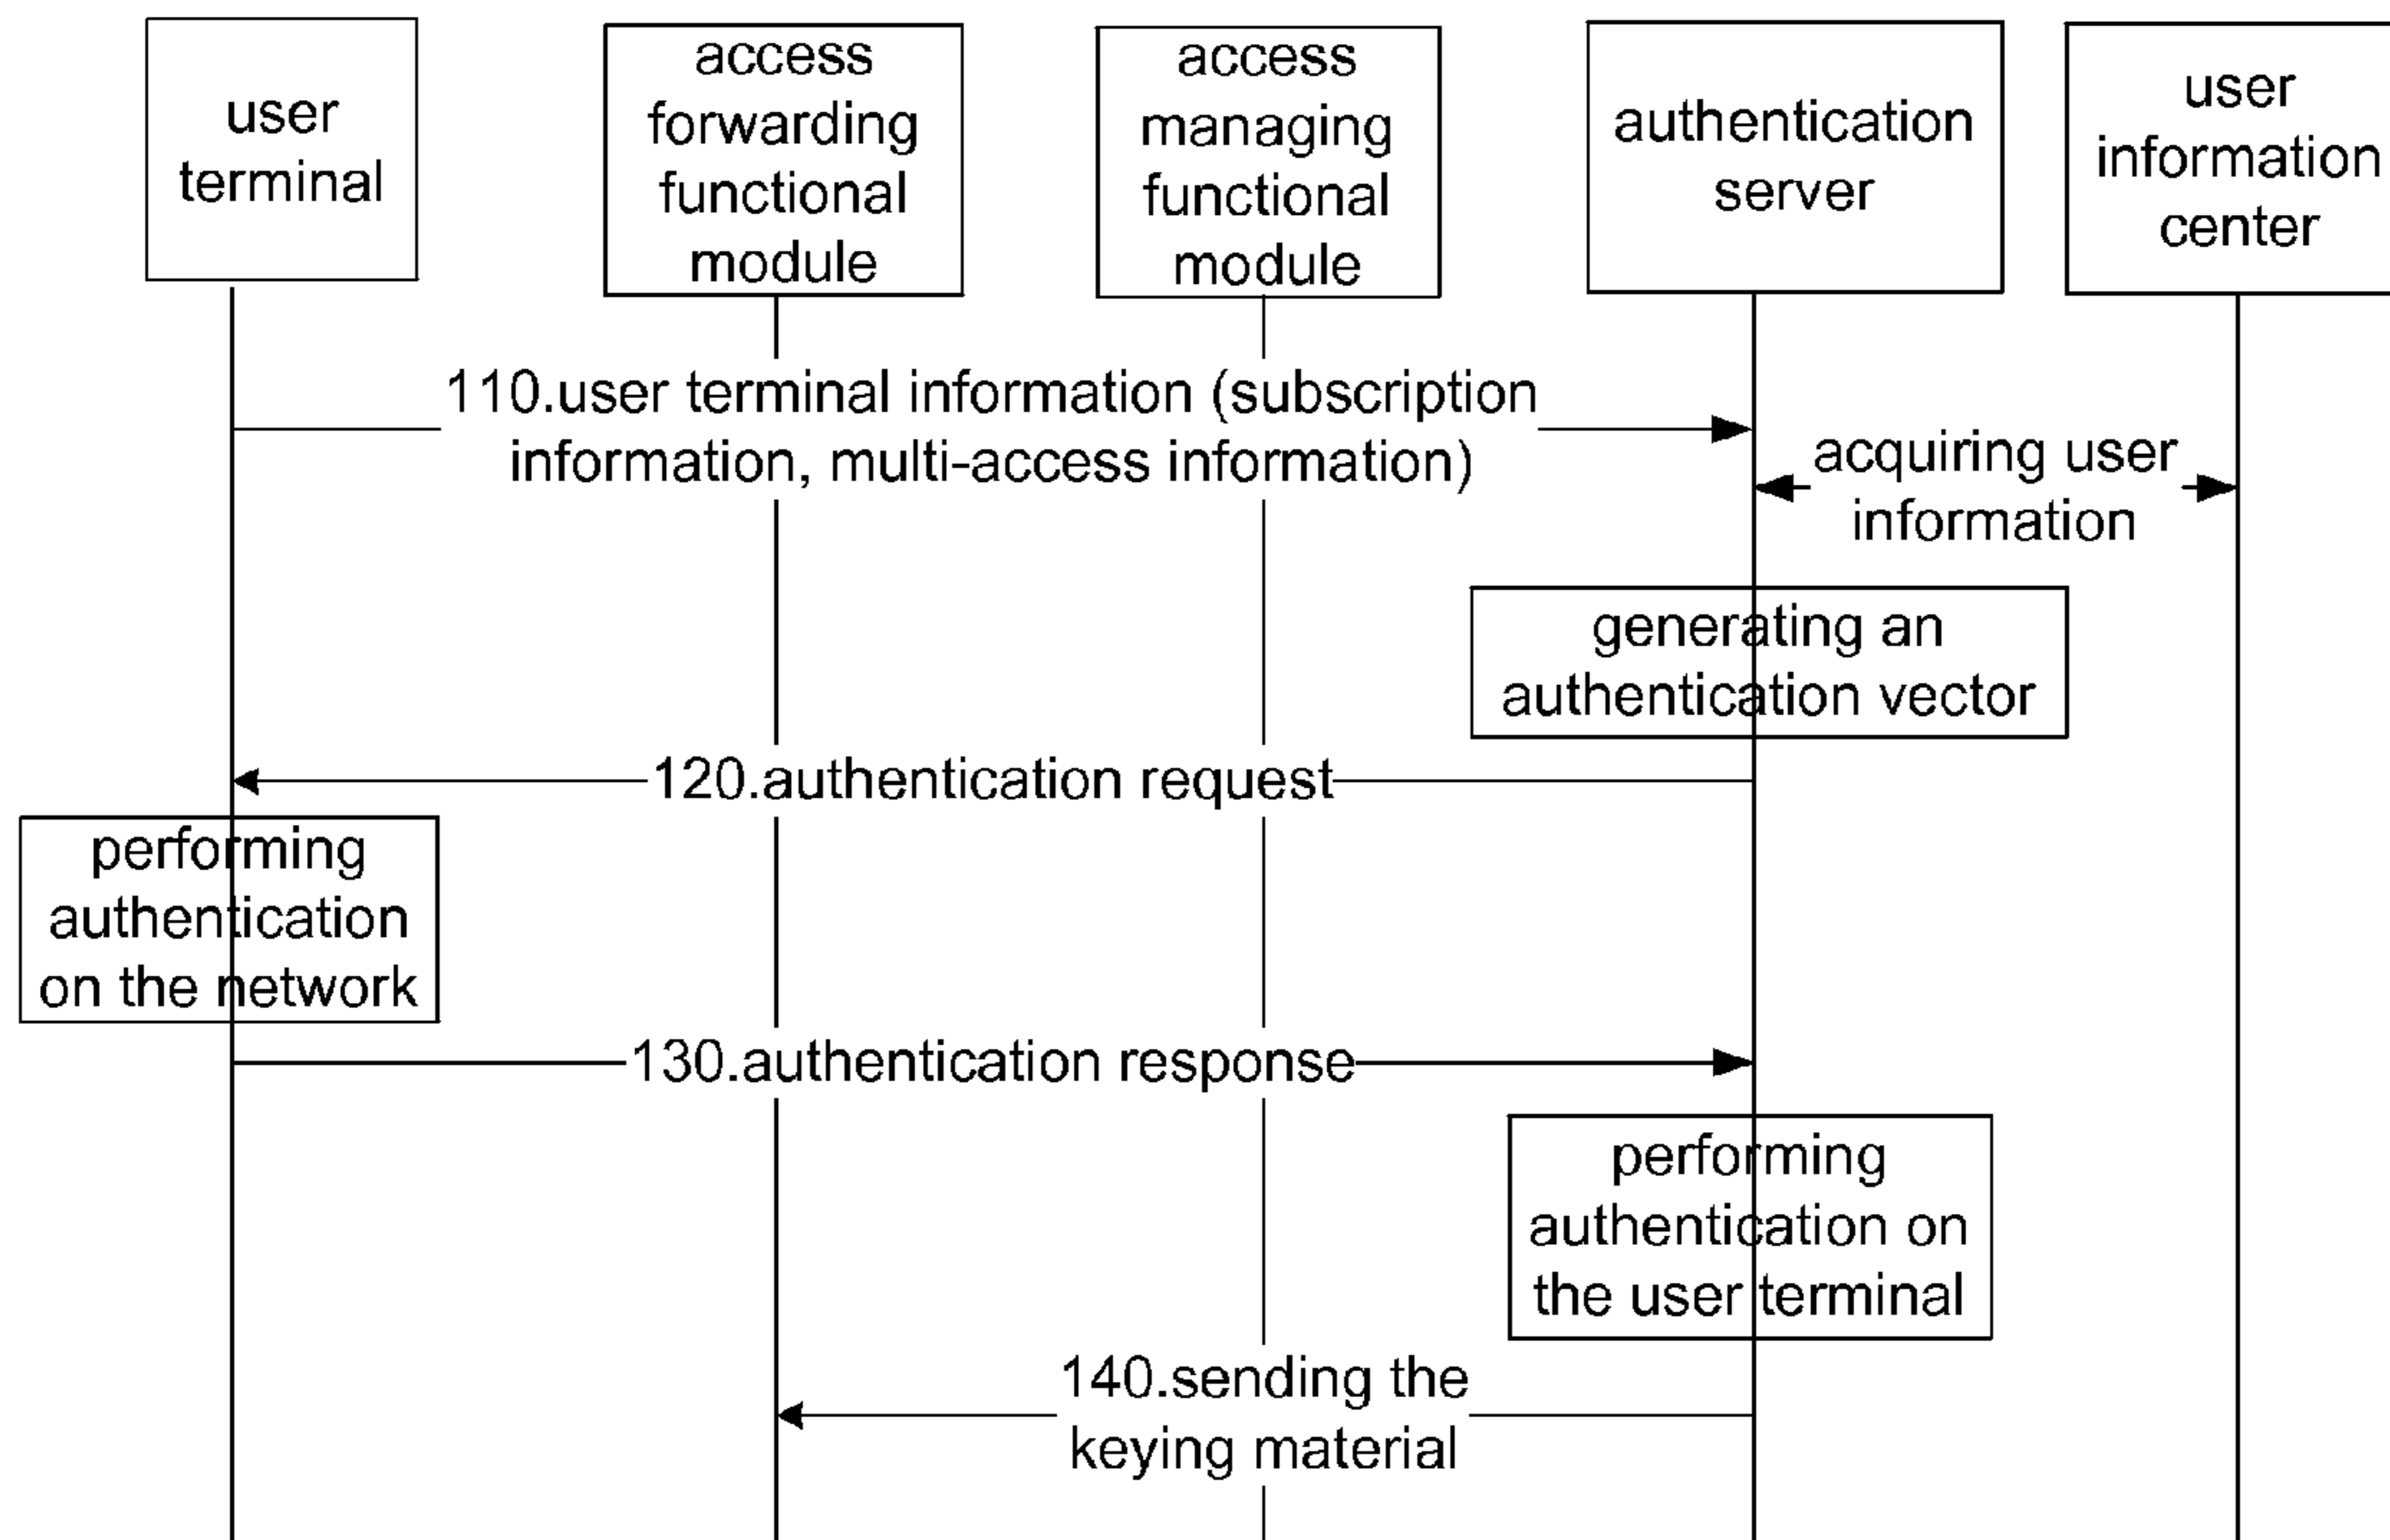 user
terminal
access
forwarding
functional
module
access
managing
functional
module
authentication
server
user
information
center
110.user terminal information (subscription
information, multi-access information)
acquiring user
information
generating an
authentication vector
120.authentication request
performing
authentication
on the network
130.authentication response
performing
authentication on
the user terminal
140.sending the
keying material